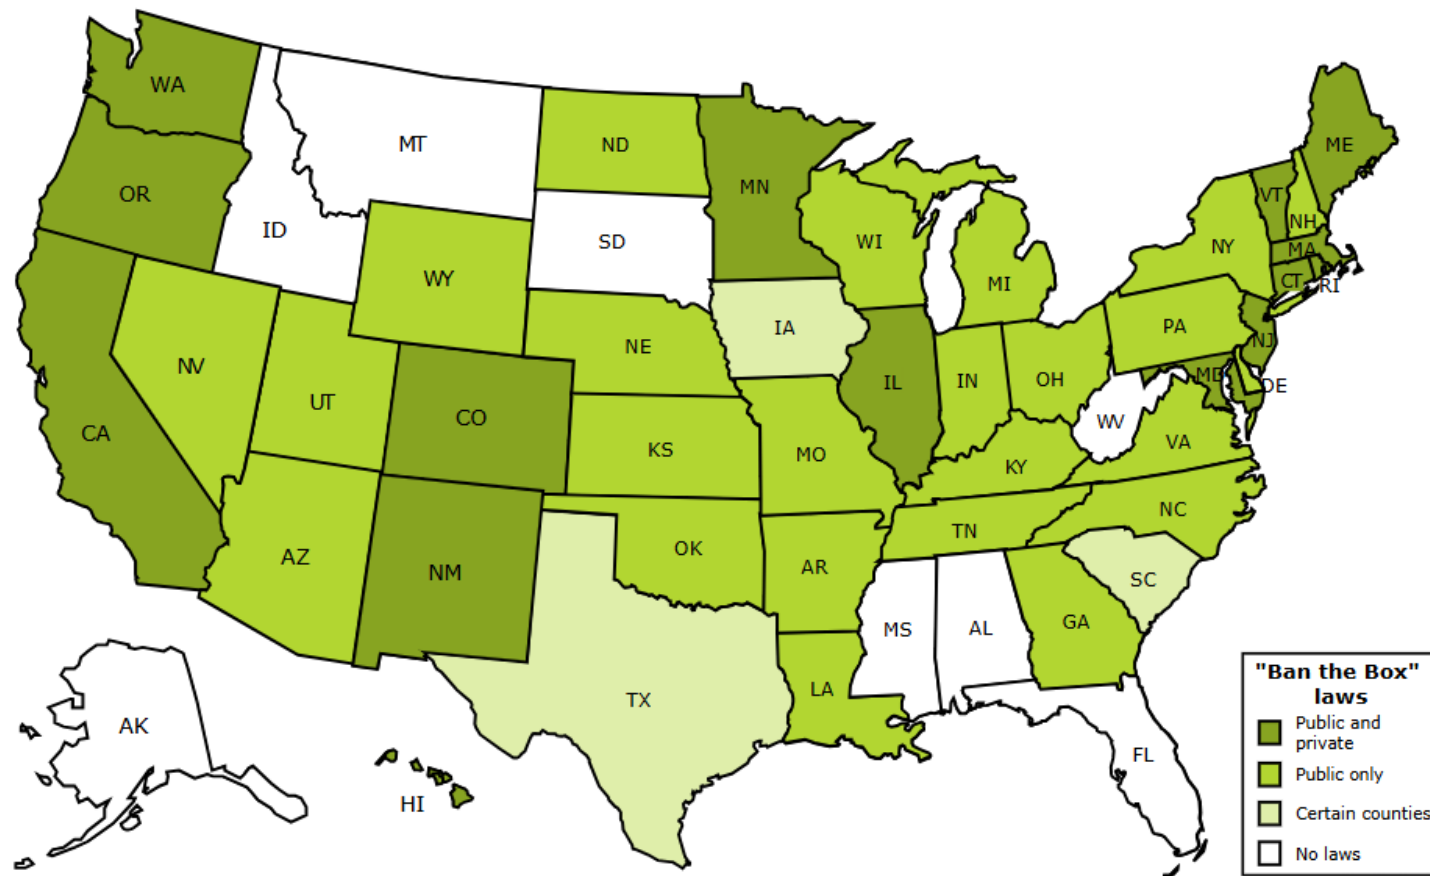 WA
MT
ND
ME
MN
OR
VT
NH
ID
SD
WI
NY
MA
WY
MI
CT
RI
IA
PA
NE
NJ
NV
IL
IN
OH
MD
DE
UT
CO
WV
CA
KS
MO
KY
VA
NC
TN
OK
AZ
NM
AR
SC
MS
AL
GA
TX
LA
AK
FL
HI
"Ban the Box"
laws
Public and
private
Public only
Certain counties
No laws